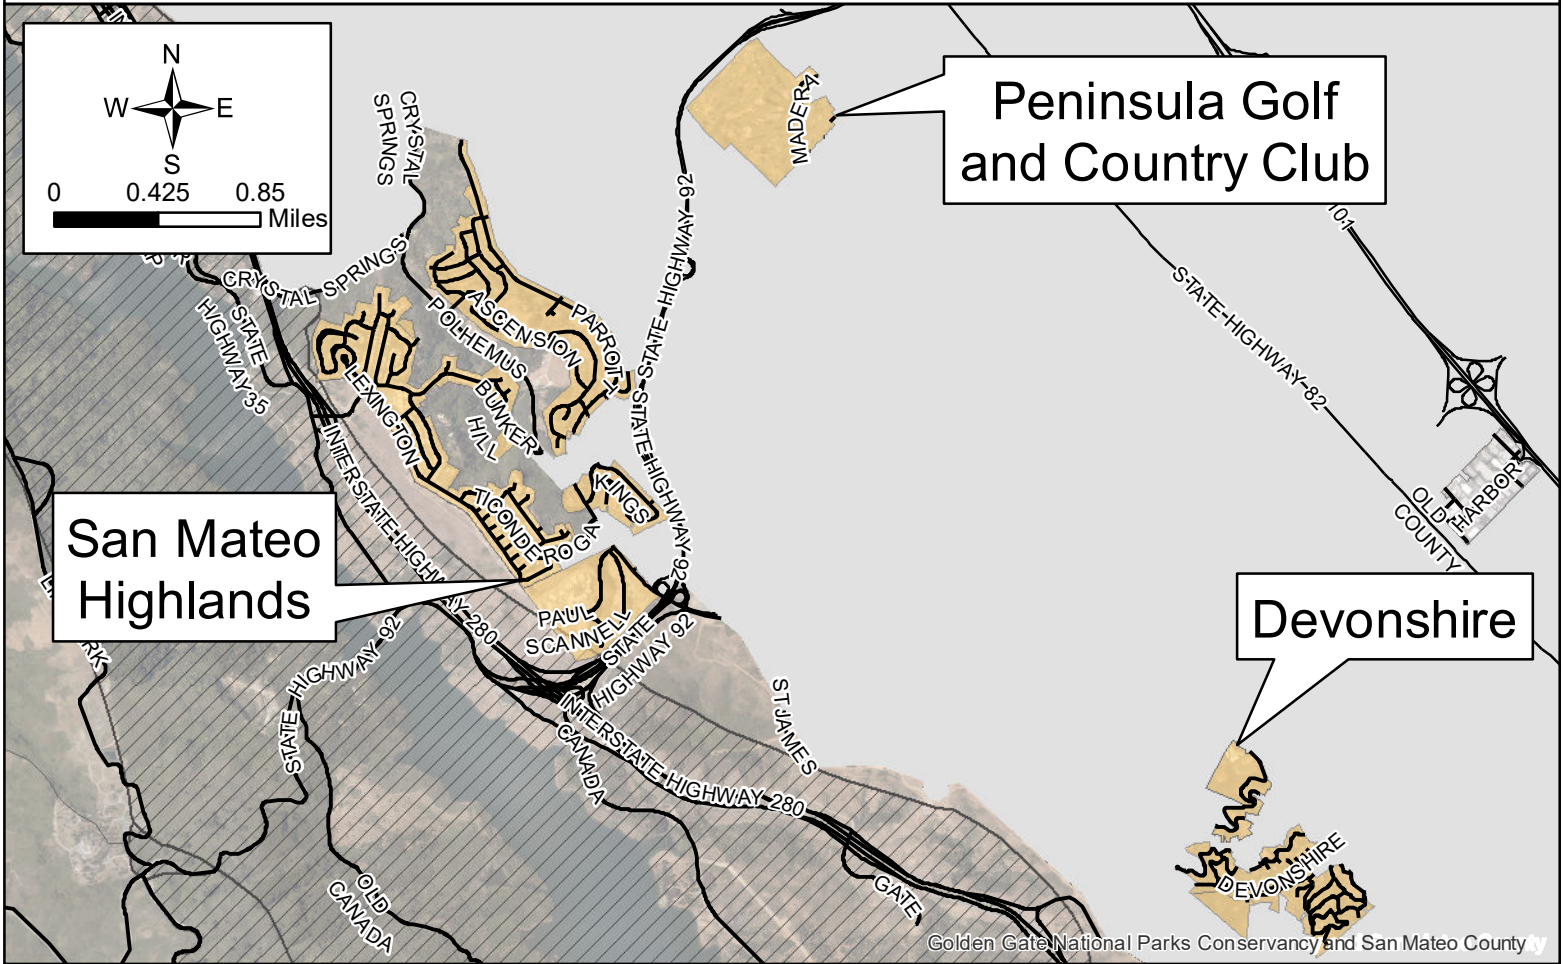 N
W E
S
0 0.425 0.85
Miles
CRYSTAL
SPRINGS
MADERA
Peninsula Golf
and Country Club
101
STATE HIGHWAY 92
STATE HIGHWAY 82
CRYSTAL SPRINGS
STATE
HIGHWAY 35
POLHEMUS
ASCENSION
PARROTT
LEXINGTON
BUNKER
HILL
STATE HIGHWAY 92
INTERSTATE HIGHWAY 280
KINGS
TICONDEROGA
OLD
COUNTY
HARBOR
San Mateo
Highlands
Devonshire
PAUL
SCANNELL
STATE
HIGHWAY 92
STATE HIGHWAY 92
ST JAMES
INTERSTATE HIGHWAY 280
CANADA
OLD
CANADA
GATE
DEVONSHIRE
Golden Gate National Parks Conservancy and San Mateo County